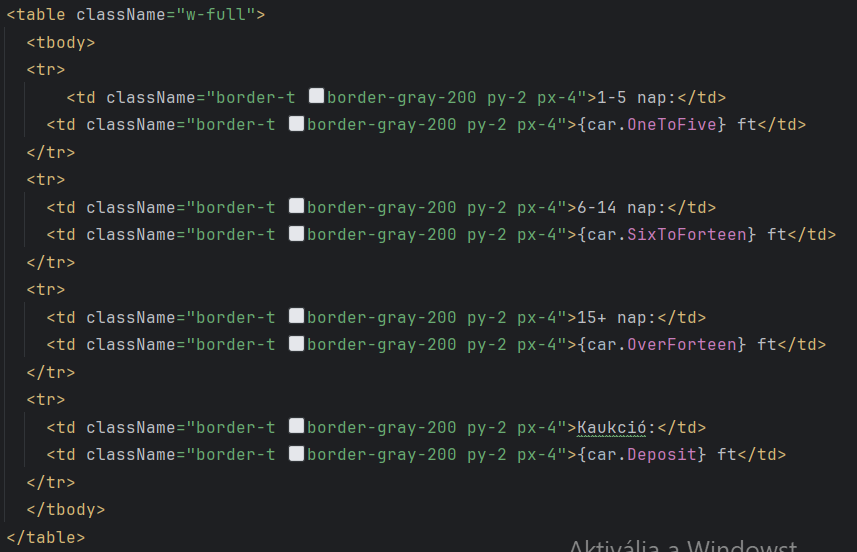 <table className="w-full">
<tbody>
<tr>
<td className="border-t border-gray-200 py-2 px-4">1-5 nap:</td>
<td className="border-t border-gray-200 py-2 px-4">{car.OneToFive} ft</td>
</tr>
<tr>
<td className="border-t border-gray-200 py-2 px-4">6-14 nap:</td>
<td className="border-t border-gray-200 py-2 px-4">{car.SixToForteen} ft</td>
</tr>
<tr>
<td className="border-t border-gray-200 py-2 px-4">15+ nap:</td>
<td className="border-t border-gray-200 py-2 px-4">{car.OverForteen} ft</td>
</tr>
<tr>
<td className="border-t border-gray-200 py-2 px-4">Kaukció:</td>
<td className="border-t border-gray-200 py-2 px-4">{car.Deposit} ft</td>
</tr>
</tbody>
</table>
Aktiválja a Windowst